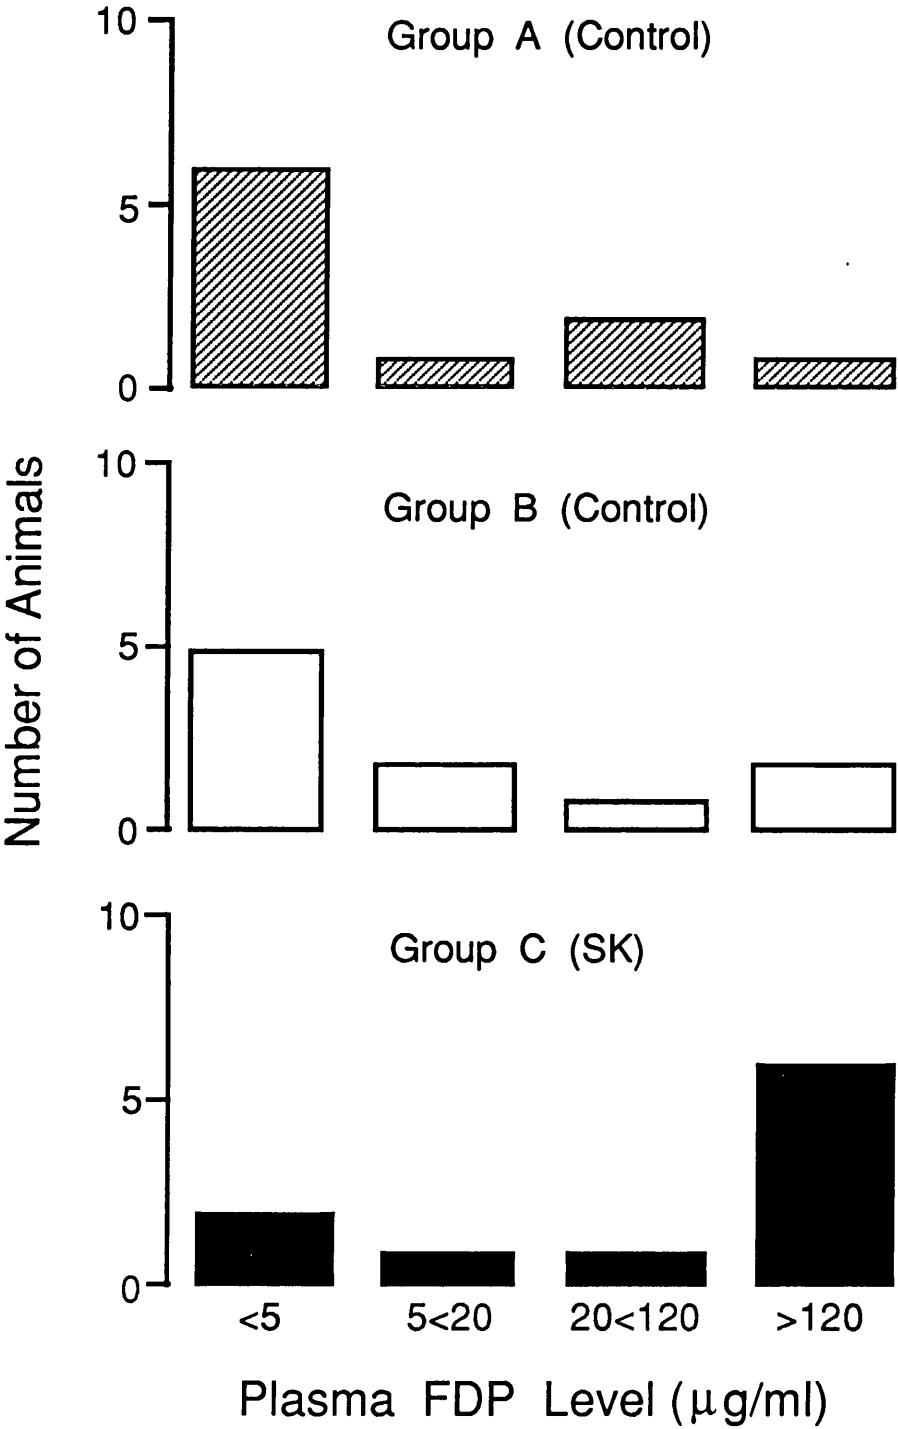 10
Group A (Control)
5
0
Number of Animals
10
Group B (Control)
5
0
10
Group C (SK)
5
0
<5 5<20 20<120 >120
Plasma FDP Level (μg/ml)